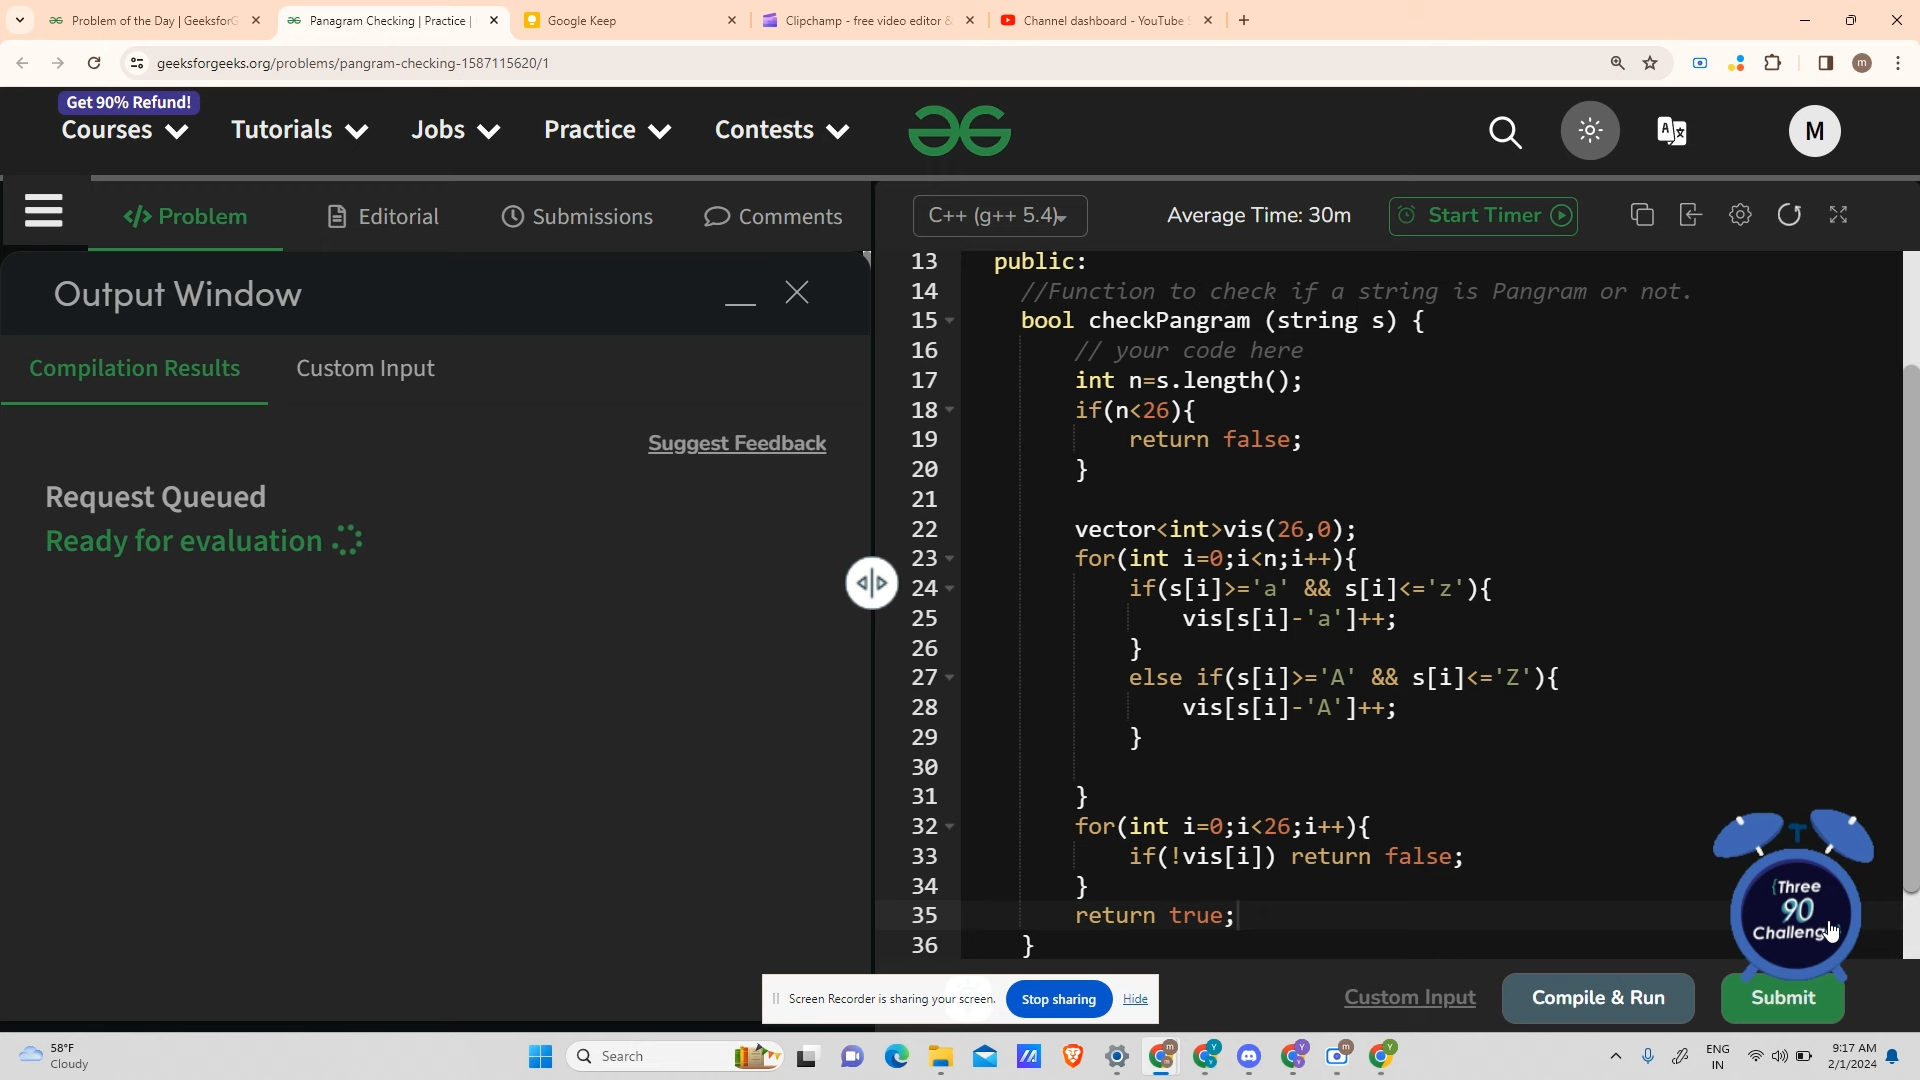 Problem of the Day | GeeksforG
Panagram Checking | Practice |
Google Keep
Clipchamp - free video editor &
Channel dashboard - YouTube S
geeksforgeeks.org/problems/pangram-checking-1587115620/1
m
Get 90% Refund!
Courses
Tutorials
Jobs
Practice
Contests
M
</> Problem
Editorial
Submissions
Comments
C++ (g++ 5.4)
Average Time: 30m
Start Timer
Output Window
Compilation Results
Custom Input
Suggest Feedback
Request Queued
Ready for evaluation
13 public:
14 //Function to check if a string is Pangram or not.
15 bool checkPangram (string s) {
16 // your code here
17 int n=s.length();
18 if(n<26){
19 return false;
20 }
21
22 vector<int>vis(26,0);
23 for(int i=0;i<n;i++){
24 if(s[i]>='a' && s[i]<='z'){
25 vis[s[i]-'a']++;
26 }
27 else if(s[i]>='A' && s[i]<='Z'){
28 vis[s[i]-'A']++;
29 }
30
31 }
32 for(int i=0;i<26;i++){
33 if(!vis[i]) return false;
34 }
35 return true;
36 }
T
{Three
90
Challenge
Screen Recorder is sharing your screen.
Stop sharing
Hide
Custom Input
Compile & Run
Submit
58°F
Cloudy
Search
ENG
IN
9:17 AM
2/1/2024